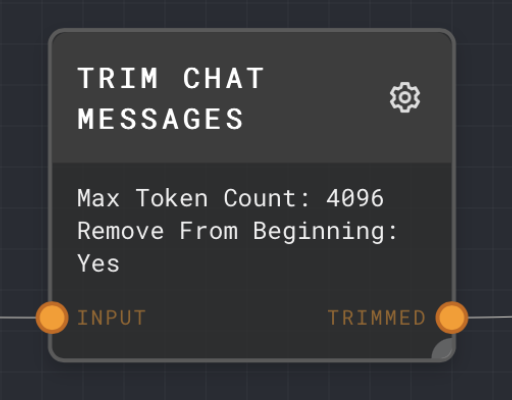 TRIM CHAT
MESSAGES
Max Token Count: 4096
Remove From Beginning:
Yes
INPUT
TRIMMED